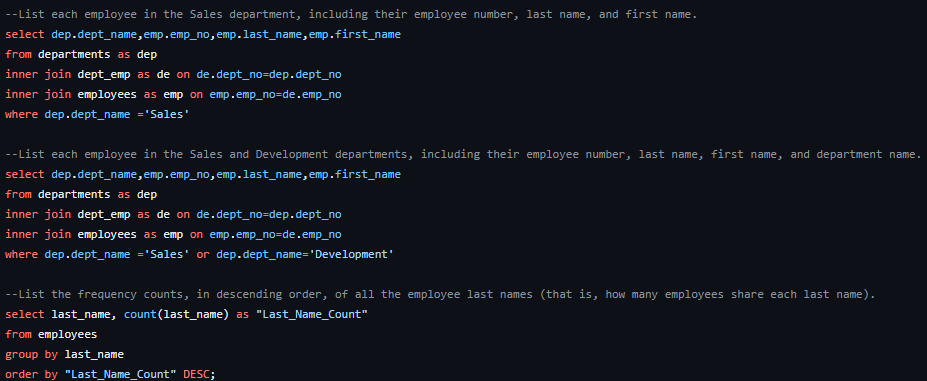 --List each employee in the Sales department, including their employee number, last name, and first name.
select dep.dept_name,emp.emp_no,emp.last_name,emp.first_name
from departments as dep
inner join dept_emp as de on de.dept_no=dep.dept_no
inner join employees as emp on emp.emp_no=de.emp_no
where dep.dept_name ='Sales'
--List each employee in the Sales and Development departments, including their employee number, last name, first name, and department name.
select dep.dept_name,emp.emp_no,emp.last_name,emp.first_name
from departments as dep
inner join dept_emp as de on de.dept_no=dep.dept_no
inner join employees as emp on emp.emp_no=de.emp_no
where dep.dept_name ='Sales' or dep.dept_name='Development'
--List the frequency counts, in descending order, of all the employee last names (that is, how many employees share each last name).
select last_name, count(last_name) as "Last_Name_Count"
from employees
group by last_name
order by "Last_Name_Count" DESC;